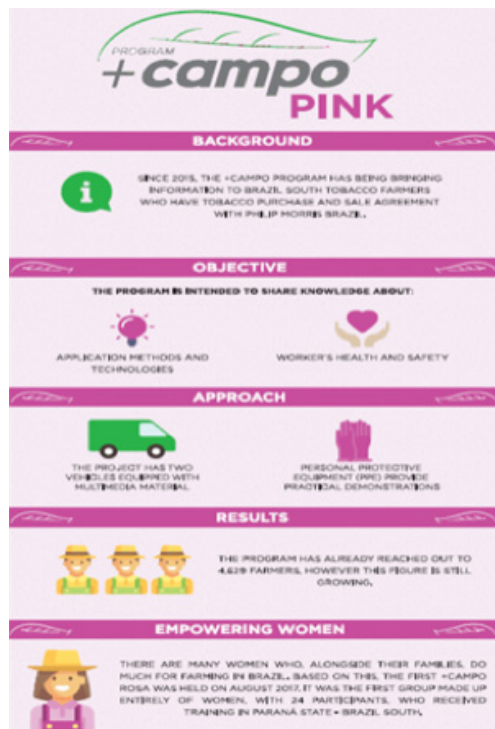 PROGRAM
+campo
PINK
BACKGROUND
SINCE 2015, THE +CAMPO PROGRAM HAS BEING BRINGING
INFORMATION TO BRAZIL SOUTH TOBACCO FARMERS
WHO HAVE TOBACCO PURCHASE AND SALE AGREEMENT
WITH PHILIP MORRIS BRAZIL.
OBJECTIVE
THE PROGRAM IS INTENDED TO SHARE KNOWLEDGE ABOUT:
APPLICATION METHODS AND
TECHNOLOGIES
WORKER'S HEALTH AND SAFETY
APPROACH
THE PROJECT HAS TWO
VEHICLES EQUIPPED WITH
MULTIMEDIA MATERIAL
PERSONAL PROTECTIVE
EQUIPMENT (PPE) PROVIDE
PRACTICAL DEMONSTRATIONS
RESULTS
THE PROGRAM HAS ALREADY REACHED OUT TO
4,629 FARMERS, HOWEVER THIS FIGURE IS STILL
GROWING.
EMPOWERING WOMEN
THERE ARE MANY WOMEN WHO, ALONGSIDE THEIR FAMILIES, DO
MUCH FOR FARMING IN BRAZIL. BASED ON THIS, THE FIRST +CAMPO
ROSA WAS HELD ON AUGUST 2017. IT WAS THE FIRST GROUP MADE UP
ENTIRELY OF WOMEN, WITH 24 PARTICIPANTS, WHO RECEIVED
TRAINING IN PARANÁ STATE - BRAZIL SOUTH.